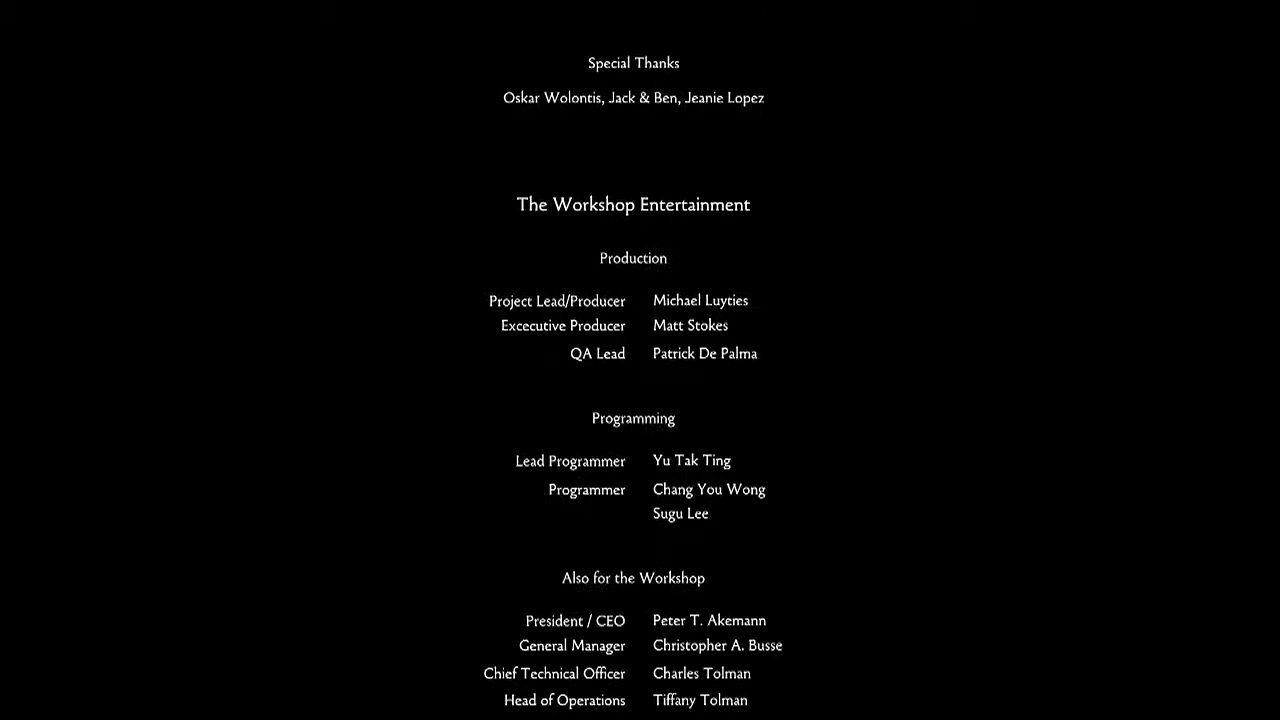 Special Thanks
Oskar Wolontis, Jack & Ben, Jeanie Lopez
The Workshop Entertainment
Production
Project Lead/Producer Michael Luyties
Excecutive Producer Matt Stokes
QA Lead Patrick De Palma
Programming
Lead Programmer Yu Tak Ting
Programmer Chang You Wong
Sugu Lee
Also for the Workshop
President / CEO Peter T. Akemann
General Manager Christopher A. Busse
Chief Technical Officer Charles Tolman
Head of Operations Tiffany Tolman